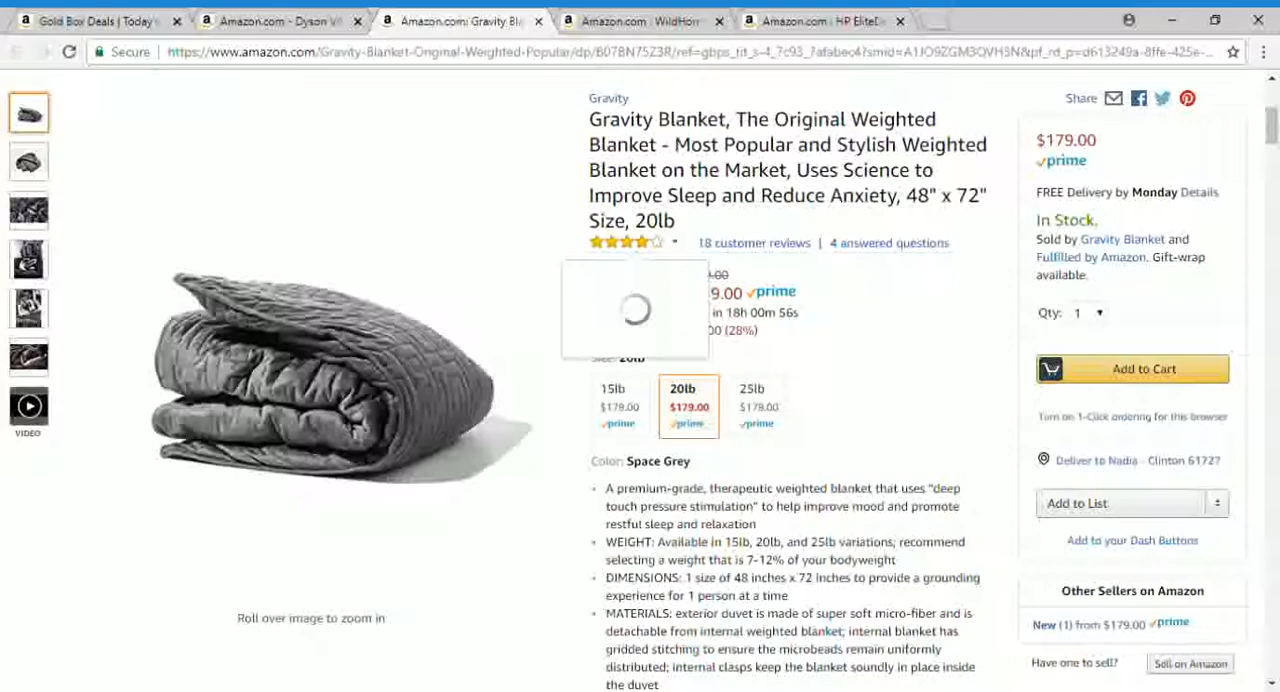 Gold Box Deals | Today
Amazon.com - Dyson V
Amazon.com: Gravity Bl
Amazon.com : WildHorn
Amazon.com : HP EliteD
Secure
Share
Gravity
Gravity Blanket, The Original Weighted
Blanket - Most Popular and Stylish Weighted
Blanket on the Market, Uses Science to
Improve Sleep and Reduce Anxiety, 48" x 72"
Size, 20lb
18 customer reviews | 4 answered questions
.00
9.00 prime
in 18h 00m 56s
00 (28%)
Size: 20lb
15lb
$179.00
prime
20lb
$179.00
prime
25lb
$179.00
prime
Color: Space Grey
A premium-grade, therapeutic weighted blanket that uses "deep
touch pressure stimulation" to help improve mood and promote
restful sleep and relaxation
WEIGHT: Available in 15lb, 20lb, and 25lb variations; recommend
selecting a weight that is 7-12% of your bodyweight
DIMENSIONS: 1 size of 48 inches x 72 inches to provide a grounding
experience for 1 person at a time
MATERIALS: exterior duvet is made of super soft micro-fiber and is
detachable from internal weighted blanket; internal blanket has
gridded stitching to ensure the microbeads remain uniformly
distributed; internal clasps keep the blanket soundly in place inside
the duvet
VIDEO
Roll over image to zoom in
$179.00
prime
FREE Delivery by Monday Details
In Stock.
Sold by Gravity Blanket and
Fulfilled by Amazon. Gift-wrap
available.
Qty: 1
Add to Cart
Turn on 1-Click ordering for this browser
Deliver to Nadia - Clinton 61727
Add to List
Add to your Dash Buttons
Other Sellers on Amazon
New (1) from $179.00 prime
Have one to sell? Sell on Amazon